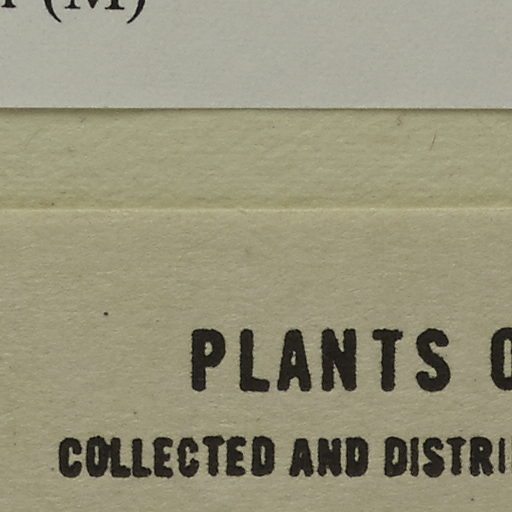 (M)
PLANTS O
COLLECTED AND DISTRI